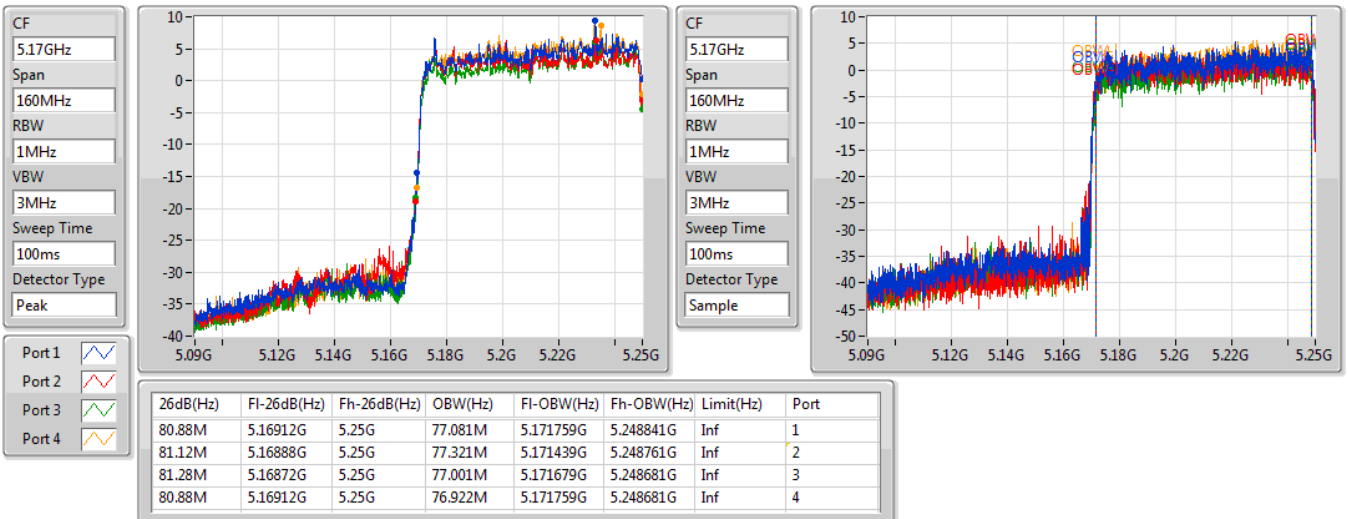 CF
5.17GHz
Span
160MHz
RBW
1MHz
VBW
3MHz
Sweep Time
100ms
Detector Type
Peak
10
5
0
-5
-10
-15
-20
-25
-30
-35
-40
5.09G 5.12G 5.14G 5.16G 5.18G 5.2G 5.22G 5.25G
CF
5.17GHz
Span
160MHz
RBW
1MHz
VBW
3MHz
Sweep Time
100ms
Detector Type
Sample
10
5
0
-5
-10
-15
-20
-25
-30
-35
-40
-45
-50
OBW
OBW
OBW
OBW
5.09G 5.12G 5.14G 5.16G 5.18G 5.2G 5.22G 5.25G
Port 1
Port 2
Port 3
Port 4
26dB(Hz) Fl-26dB(Hz) Fh-26dB(Hz) OBW(Hz) Fl-OBW(Hz) Fh-OBW(Hz) Limit(Hz) Port
80.88M 5.16912G 5.25G 77.081M 5.171759G 5.248841G Inf 1
81.12M 5.16888G 5.25G 77.321M 5.171439G 5.248761G Inf 2
81.28M 5.16872G 5.25G 77.001M 5.171679G 5.248681G Inf 3
80.88M 5.16912G 5.25G 76.922M 5.171759G 5.248681G Inf 4